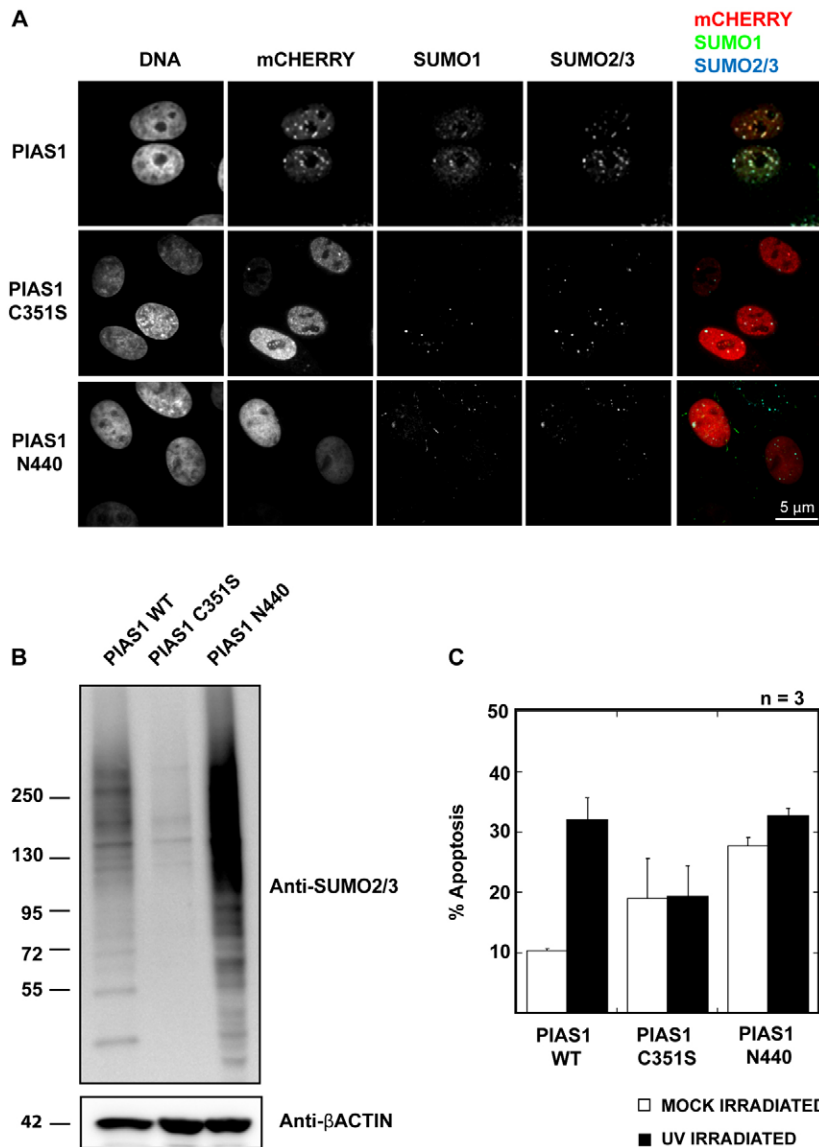 A
DNA
mCHERRY
SUMO1
SUMO2/3
mCHERRY
SUMO1
SUMO2/3
PIAS1
PIAS1
C351S
PIAS1
N440
5 µm
B
PIAS1 WT
PIAS1 C351S
PIAS1 N440
250
130
95
72
55
Anti-SUMO2/3
42
Anti-βACTIN
C
n = 3
50
40
30
20
10
% Apoptosis
PIAS1
WT
PIAS1
C351S
PIAS1
N440
MOCK IRRADIATED
UV IRRADIATED